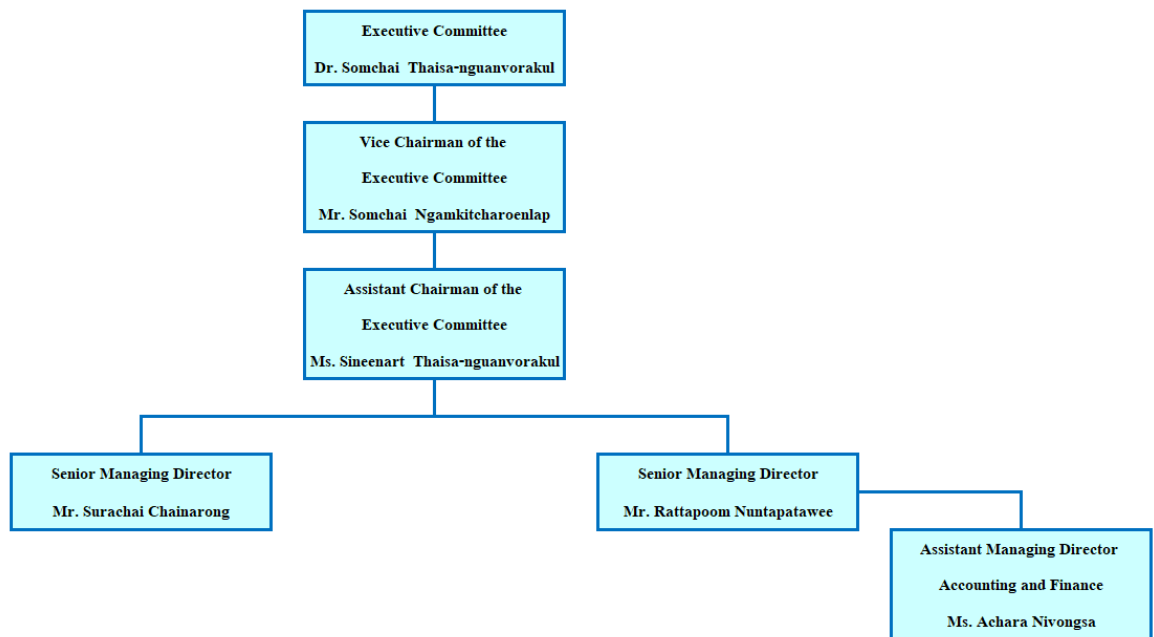 Executive Committee
Dr. Somchai Thaisa-nguanvorakul
Vice Chairman of the
Executive Committee
Mr. Somchai Ngamkitcharoenlap
Assistant Chairman of the
Executive Committee
Ms. Sineenart Thaisa-nguanvorakul
Senior Managing Director
Mr. Surachai Chainarong
Senior Managing Director
Mr. Rattapoom Nuntapatawee
Assistant Managing Director
Accounting and Finance
Ms. Achara Nivongsa